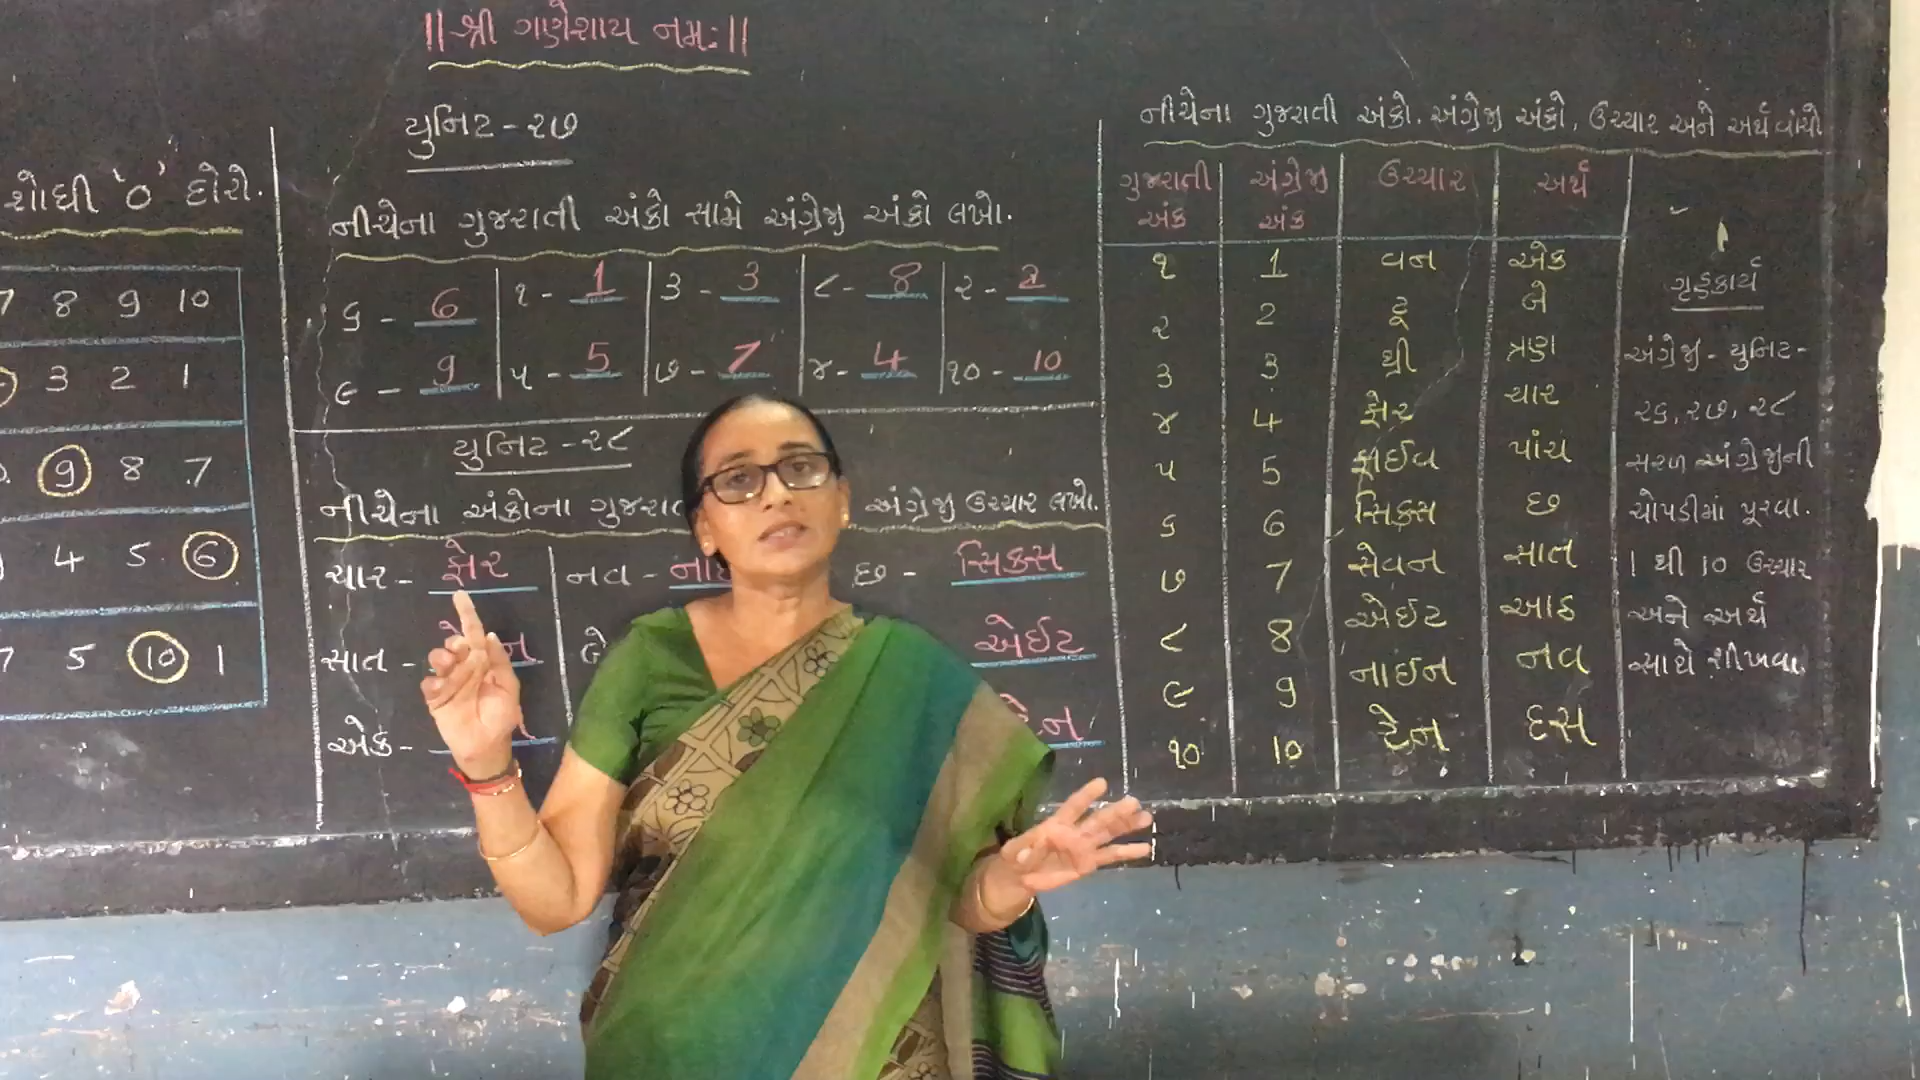 ||શ્રી ગણેશાય નમઃ||
શોધી '૦' દોરો.
7 8 9 10
3 2 1
9 8 7
4 5 6
7 5 10 1
યુનિટ - ૨૭
નીચેના ગુજરાતી અંકો સામે અંગ્રેજી અંકો લખો.
૬ - 6 ૧ - 1 ૩ - 3 ૮ - 8 ૨ - 2
૯ - 9 ૫ - 5 ૭ - 7 ૪ - 4 ૧૦ - 10
યુનિટ - ૨૮
નીચેના અંકોના અંગ્રેજી ઉચ્ચાર લખો.
ચાર - ફોર નવ - છ - સિક્સ
સાત - એઈટ
એક -
નીચેના ગુજરાતી અંકો, અંગ્રેજી અંકો, ઉચ્ચાર અને અર્થ વાંચો
ગુજરાતી અંક અંગ્રેજી અંક ઉચ્ચાર અર્થ
૧ 1 વન એક
૨ 2 ટૂ બે
૩ 3 થ્રી ત્રણ
૪ 4 ફોર ચાર
૫ 5 ફાઈવ પાંચ
૬ 6 સિક્સ છ
૭ 7 સેવન સાત
૮ 8 એઈટ આઠ
૯ 9 નાઈન નવ
૧૦ 10 ટેન દસ
ગૃહકાર્ય
અંગ્રેજી - યુનિટ -
૨૬, ૨૭, ૨૮
સરળ અંગ્રેજીની
ચોપડીમાં પૂરવા.
1 થી 10 ઉચ્ચાર
અને અર્થ
સાથે શીખવા.